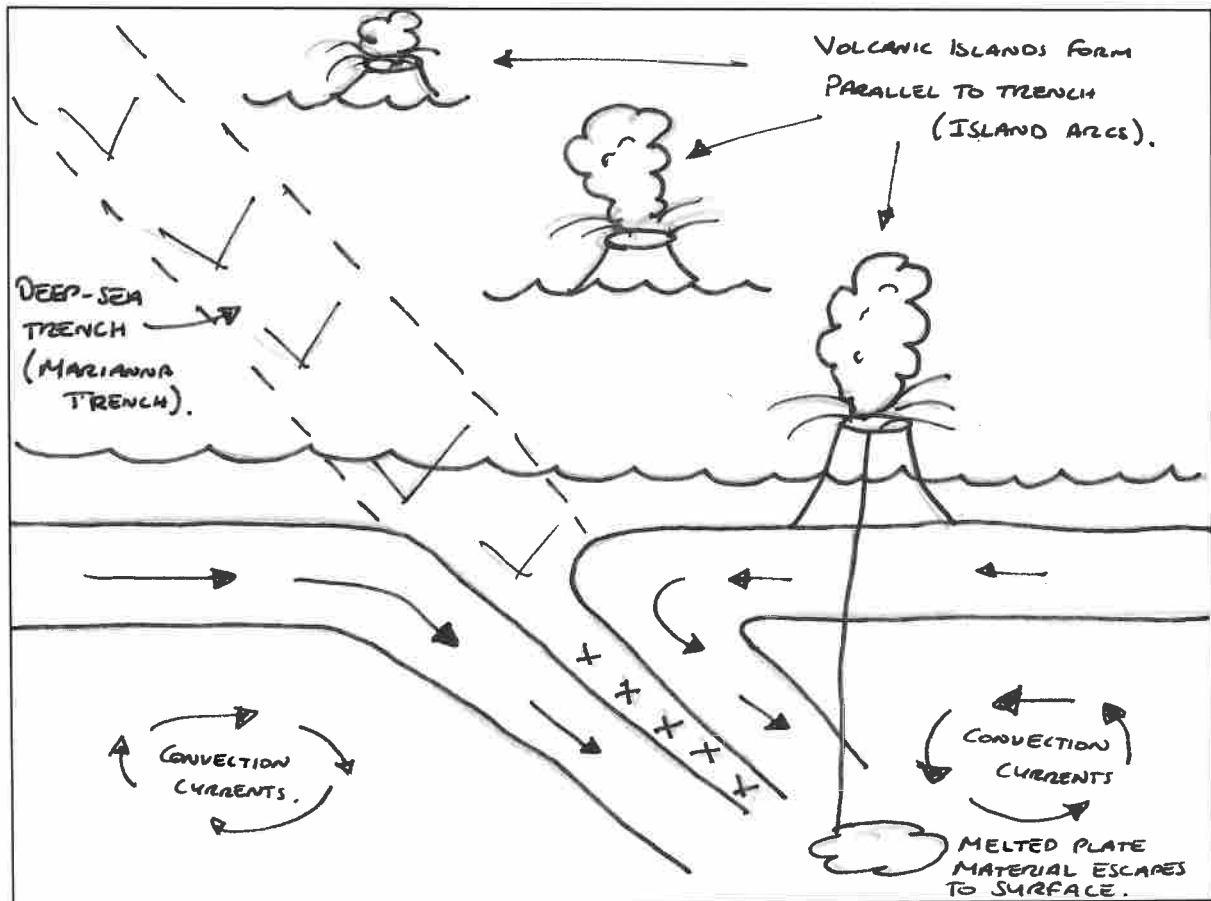 VOLCANIC ISLANDS FORM
PARALLEL TO TRENCH
(ISLAND ARCS).
DEEP-SEA
TRENCH
(MARIANNA
TRENCH).
CONVECTION
CURRENTS.
CONVECTION
CURRENTS
MELTED PLATE
MATERIAL ESCAPES
TO SURFACE.